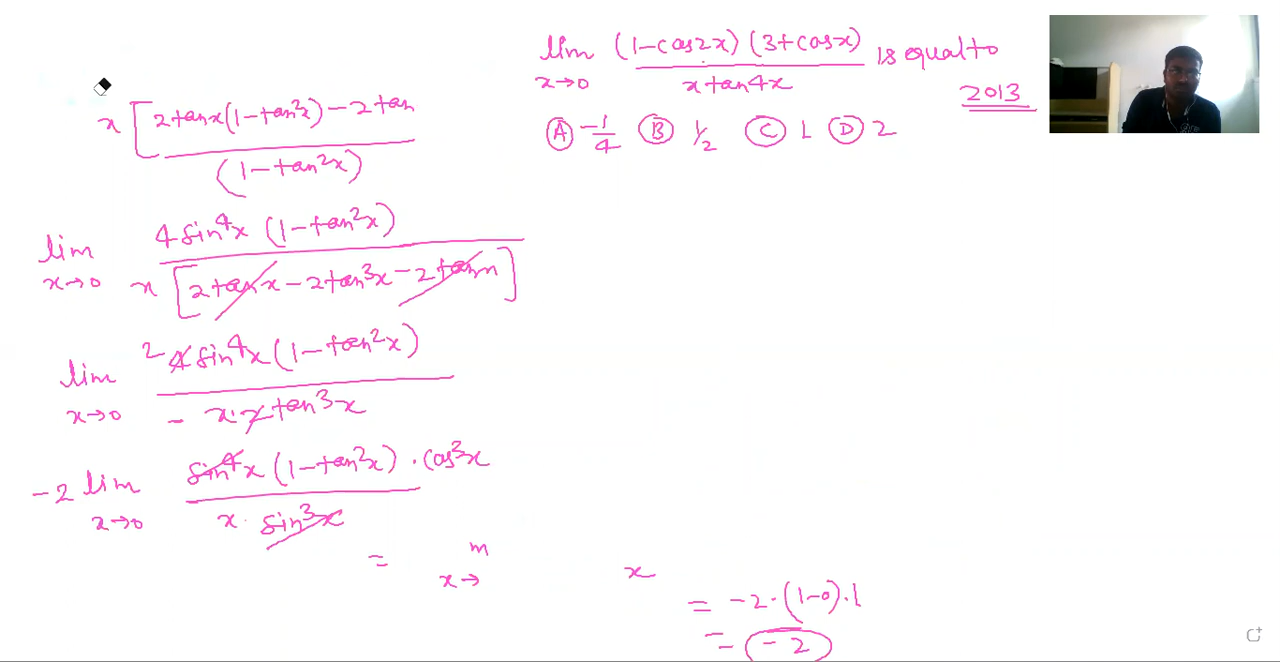 x [ 2tanx(1-tan²x) - 2tan
(1-tan²x)
lim 4sin⁴x (1-tan²x)
x→0 x [ 2tanx - 2tan³x - 2tanx ]
lim 2 4sin⁴x (1-tan²x)
x→0 - x·2tan³x
-2 lim sin⁴x (1-tan²x) · cos³x
x→0 x· sin³x
= m
x→
x
= -2·(1-0)·1
= -2
lim (1-cos2x) (3+cosx) is equal to
x→0 x tan4x
2013
A -1/4 B 1/2 C 1 D 2